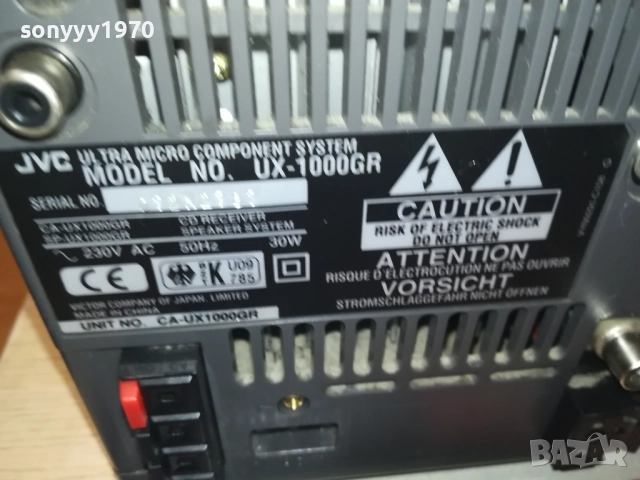 sonyyy1970
JVC ULTRA MICRO COMPONENT SYSTEM
MODEL NO. UX-1000GR
SERIAL NO.
CA-UX1000GR CD RECEIVER
SP-UX1000GR SPEAKER SYSTEM
~ 230V AC 50Hz 30W
CE K U09 785
VICTOR COMPANY OF JAPAN, LIMITED
MADE IN CHINA
UNIT NO. CA-UX1000GR
CAUTION
RISK OF ELECTRIC SHOCK
DO NOT OPEN
ATTENTION
RISQUE D'ELECTROCUTION NE PAS OUVRIR
VORSICHT
STROMSCHLAGGEFAHR NICHT ÖFFNEN
BAZAR